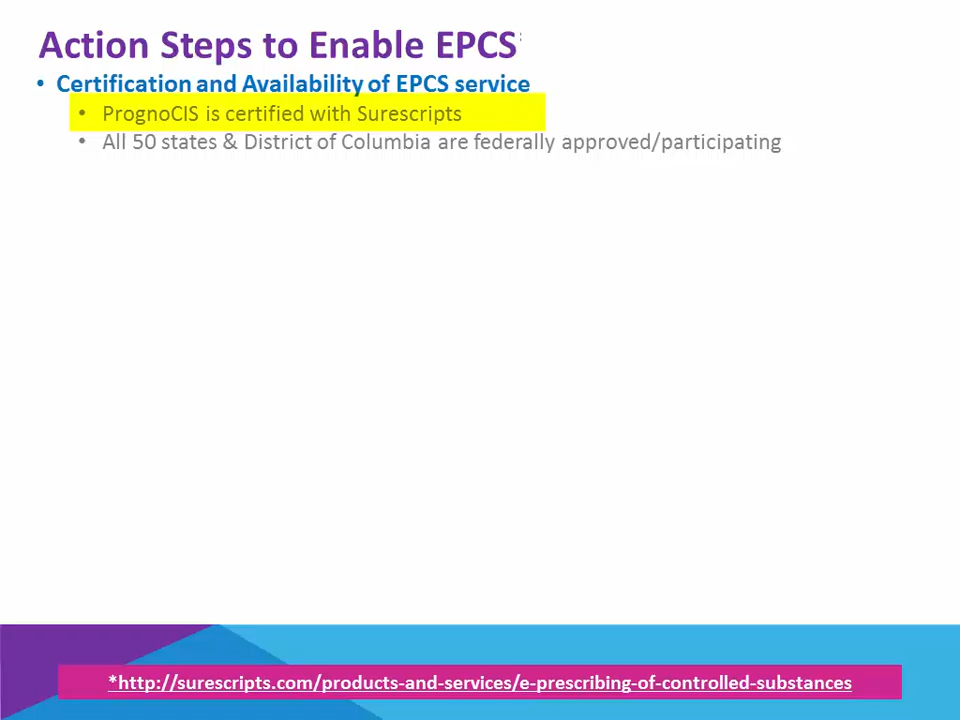 Action Steps to Enable EPCS
• Certification and Availability of EPCS service
• PrognoCIS is certified with Surescripts
• All 50 states & District of Columbia are federally approved/participating
*http://surescripts.com/products-and-services/e-prescribing-of-controlled-substances